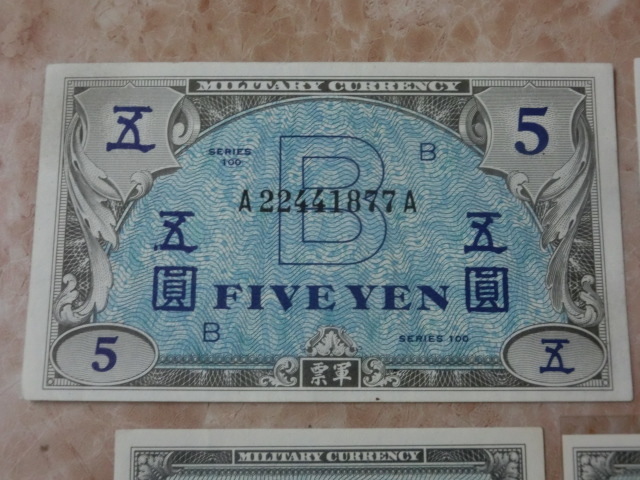 MILITARY CURRENCY
五
5
SERIES
100
B
B
A22441877A
五
五
圓
FIVE YEN
圓
B
SERIES 100
5
票軍
五
MILITARY CURRENCY